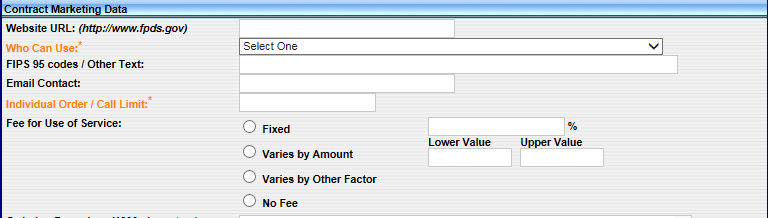 Contract Marketing Data
Website URL: (http://www.fpds.gov)
Who Can Use:* Select One
FIPS 95 codes / Other Text:
Email Contact:
Individual Order / Call Limit:*
Fee for Use of Service: Fixed %
Lower Value Upper Value
Varies by Amount
Varies by Other Factor
No Fee